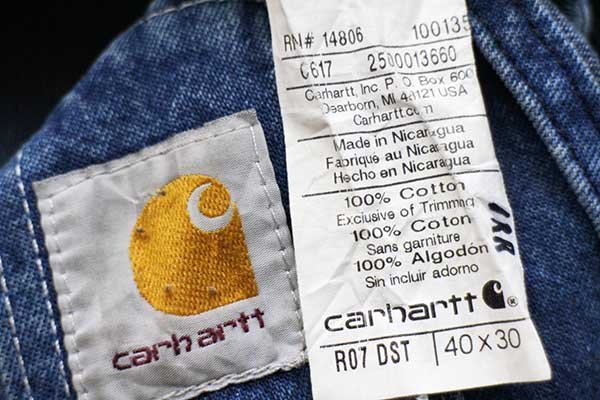 carhartt
RN# 14806 100135
C617 2500013660
Carhartt, Inc. P.O. Box 600
Dearborn, MI 48121 USA
Carhartt.com
Made in Nicaragua
Fabriqué au Nicaragua
Hecho en Nicaragua
100% Cotton
Exclusive of Trimming
100% Coton
Sans garniture
100% Algodón
Sin incluir adorno
carhartt ®
R07 DST 40 X 30